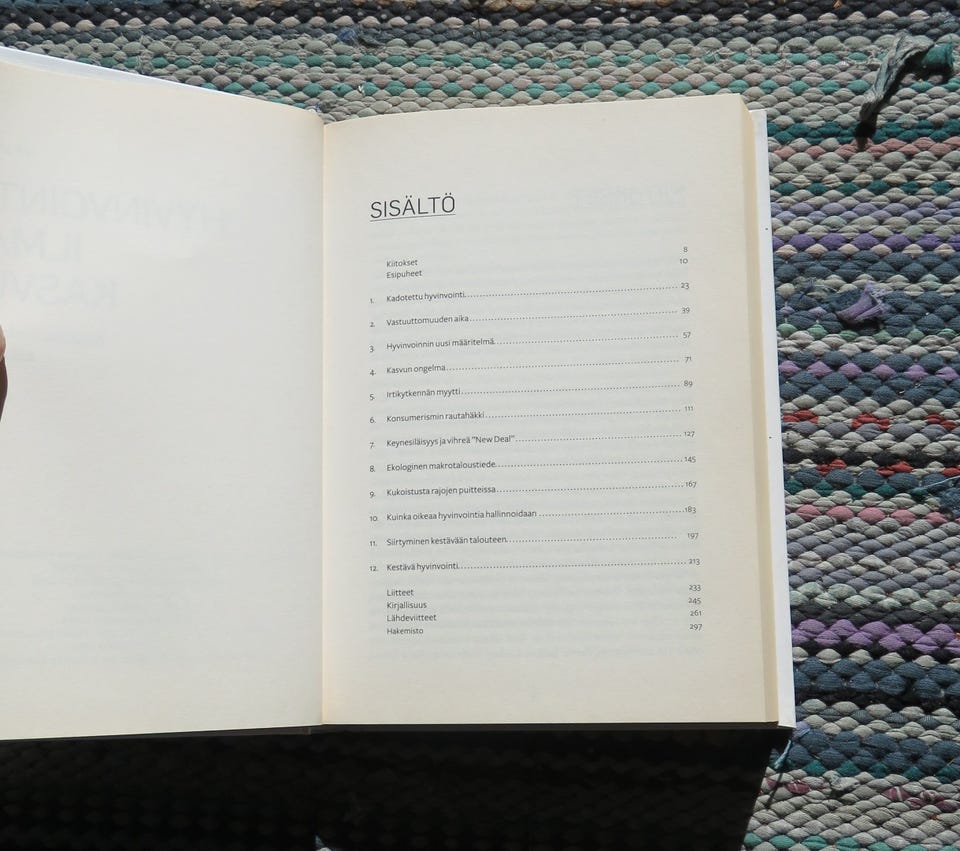 HYVINVOINT
ILMA
KASV
SISÄLTÖ
Kiitokset 8
Esipuheet 10
1. Kadotettu hyvinvointi 23
2. Vastuuttomuuden aika 39
3 Hyvinvoinnin uusi määritelmä 57
4. Kasvun ongelma 71
5. Irtikytkennän myytti 89
6. Konsumerismin rautahäkki 111
7. Keynesiläisyys ja vihreä "New Deal" 127
8. Ekologinen makrotaloustiede 145
9. Kukoistusta rajojen puitteissa 167
10. Kuinka oikeaa hyvinvointia hallinnoidaan 183
11. Siirtyminen kestävään talouteen 197
12. Kestävä hyvinvointi 213
Liitteet 233
Kirjallisuus 245
Lähdeviitteet 261
Hakemisto 297